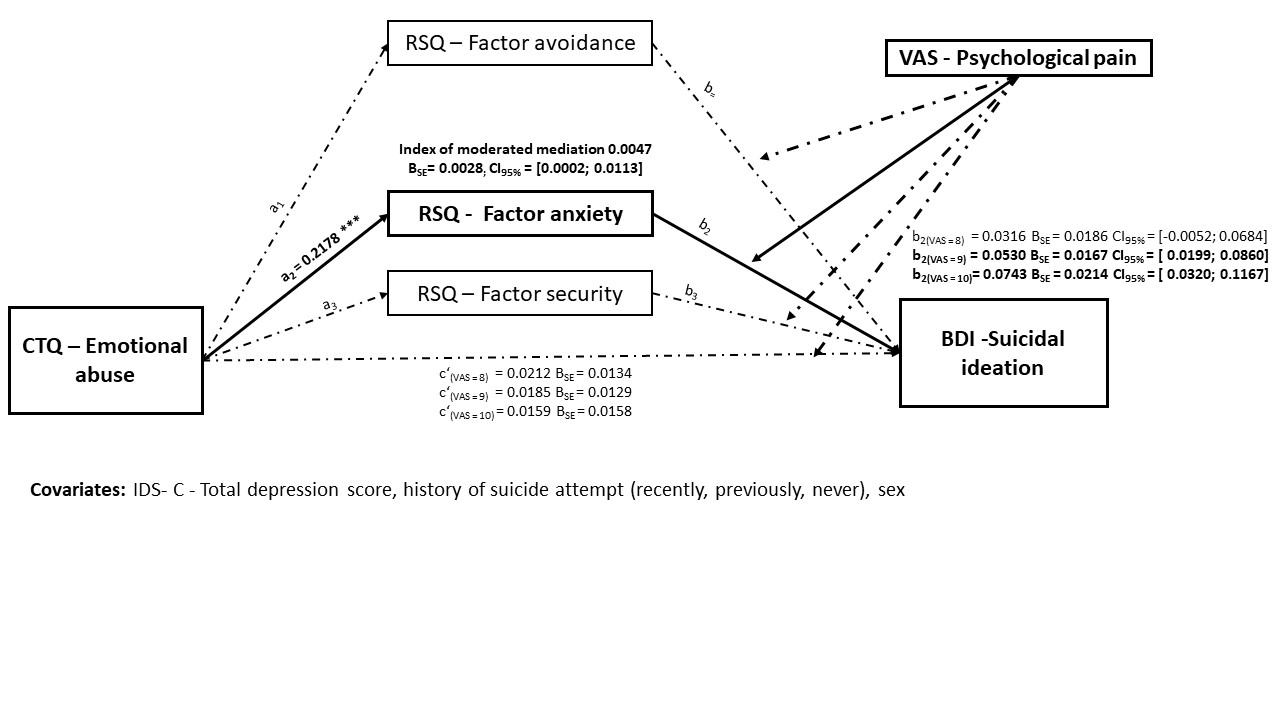 RSQ – Factor avoidance
VAS - Psychological pain
b=
Index of moderated mediation 0.0047
BSE= 0.0028, CI95% = [0.0002; 0.0113]
a1
RSQ - Factor anxiety
a2 = 0.2178 ***
b2
b2(VAS = 8) = 0.0316 BSE = 0.0186 CI95% = [-0.0052; 0.0684]
b2(VAS = 9) = 0.0530 BSE = 0.0167 CI95% = [ 0.0199; 0.0860]
b2(VAS = 10)= 0.0743 BSE = 0.0214 CI95% = [ 0.0320; 0.1167]
RSQ – Factor security
a3
b3
CTQ – Emotional
abuse
BDI -Suicidal
ideation
c‘(VAS = 8) = 0.0212 BSE = 0.0134
c‘(VAS = 9) = 0.0185 BSE = 0.0129
c‘(VAS = 10) = 0.0159 BSE = 0.0158
Covariates: IDS- C - Total depression score, history of suicide attempt (recently, previously, never), sex